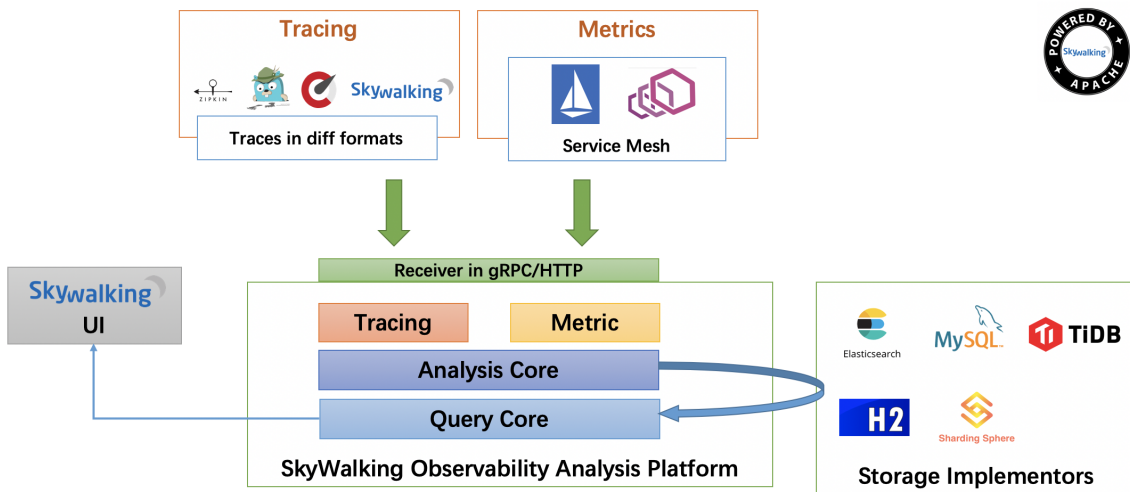 Tracing
Metrics
POWERED BY
Skywalking
APACHE
ZIPKIN
Skywalking
Traces in diff formats
Service Mesh
Receiver in gRPC/HTTP
Skywalking
UI
Tracing
Metric
Analysis Core
Query Core
SkyWalking Observability Analysis Platform
Elasticsearch
MySQL™
TiDB
H2
Sharding Sphere
Storage Implementors